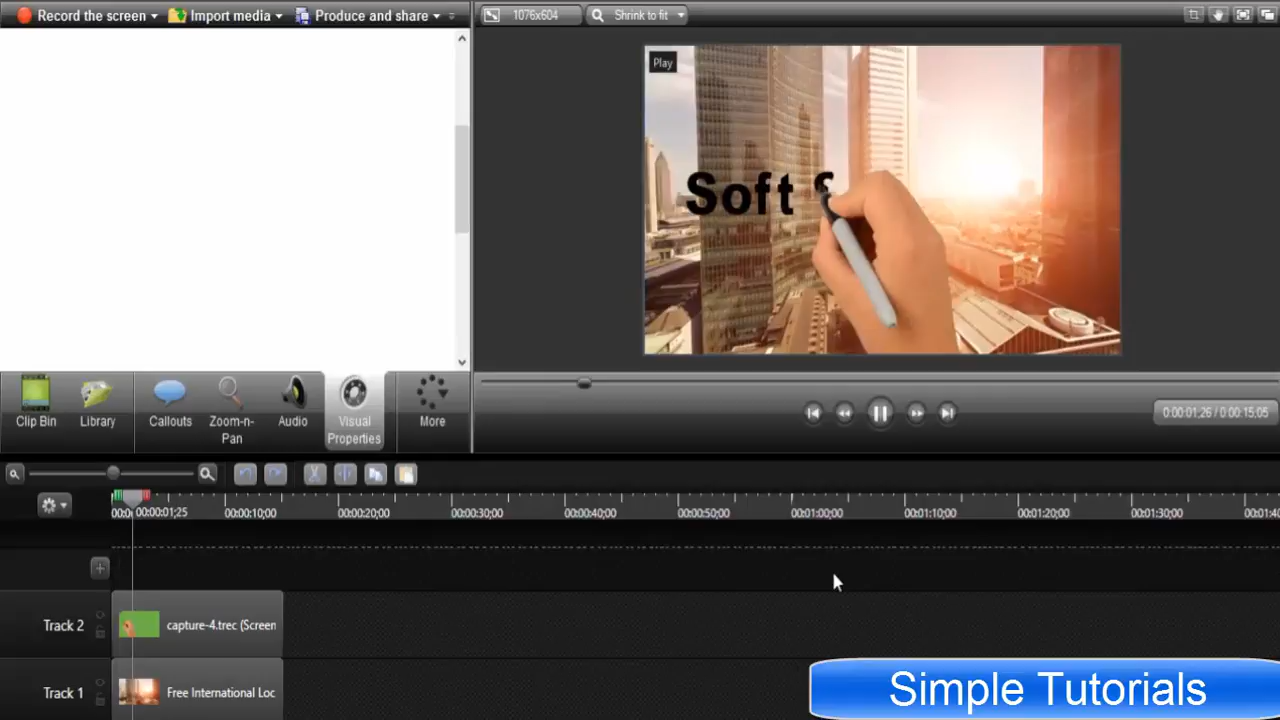 Record the screen
Import media
Produce and share
1076x604
Shrink to fit
Play
Soft
Clip Bin
Library
Callouts
Zoom-n-
Pan
Audio
Visual
Properties
More
0:00:01;26 / 0:00:15;05
00:00:01;25
00:00:10;00
00:00:20;00
00:00:30;00
00:00:40;00
00:00:50;00
00:01:00;00
00:01:10;00
00:01:20;00
00:01:30;00
Track 2
capture-4.trec (Screen
Track 1
Free International Loc
Simple Tutorials